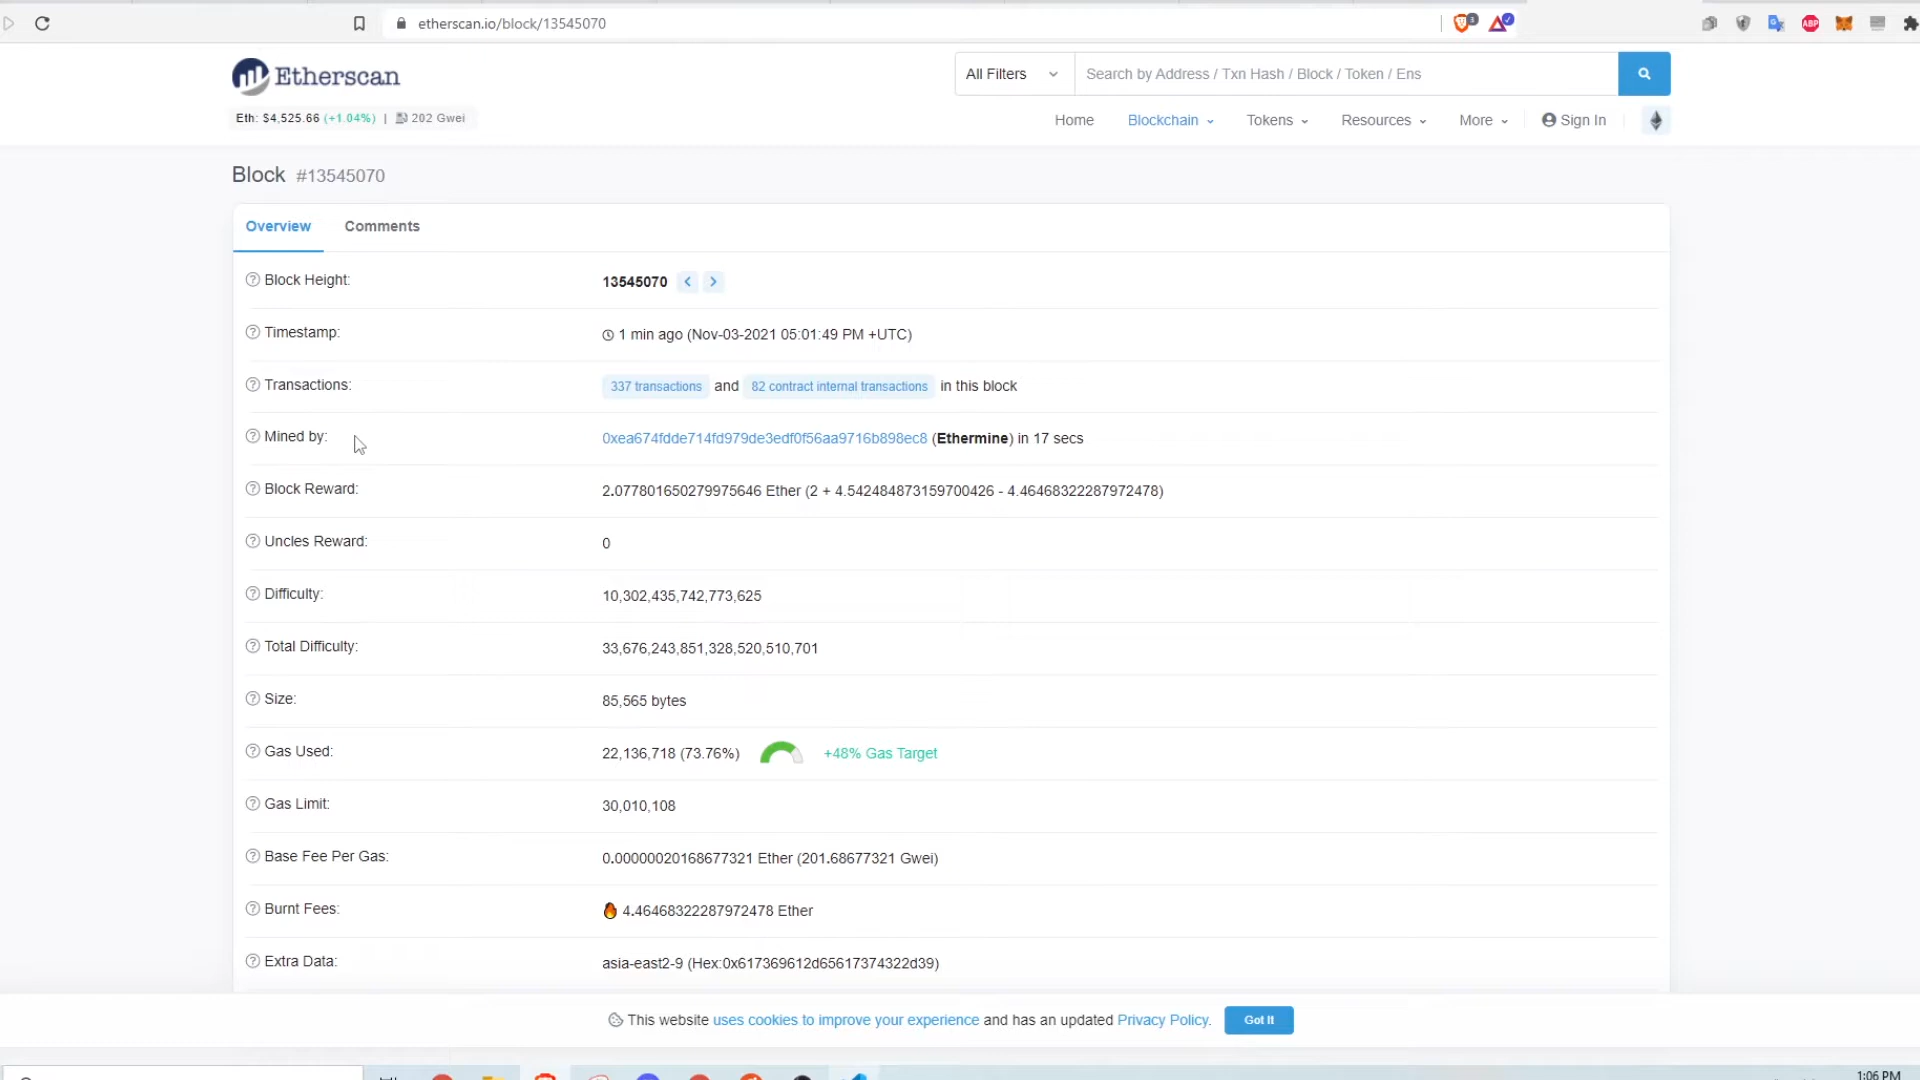 etherscan.io/block/13545070
3
ABP
Etherscan
All Filters
Search by Address / Txn Hash / Block / Token / Ens
Eth: $4,525.66 (+1.04%) | 202 Gwei
Home Blockchain Tokens Resources More Sign In
Block #13545070
Overview Comments
Block Height: 13545070
Timestamp: 1 min ago (Nov-03-2021 05:01:49 PM +UTC)
Transactions: 337 transactions and 82 contract internal transactions in this block
Mined by: 0xea674fdde714fd979de3edf0f56aa9716b898ec8 (Ethermine) in 17 secs
Block Reward: 2.077801650279975646 Ether (2 + 4.542484873159700426 - 4.46468322287972478)
Uncles Reward: 0
Difficulty: 10,302,435,742,773,625
Total Difficulty: 33,676,243,851,328,520,510,701
Size: 85,565 bytes
Gas Used: 22,136,718 (73.76%) +48% Gas Target
Gas Limit: 30,010,108
Base Fee Per Gas: 0.00000020168677321 Ether (201.68677321 Gwei)
Burnt Fees: 4.46468322287972478 Ether
Extra Data: asia-east2-9 (Hex:0x617369612d65617374322d39)
This website uses cookies to improve your experience and has an updated Privacy Policy. Got It
1:06 PM